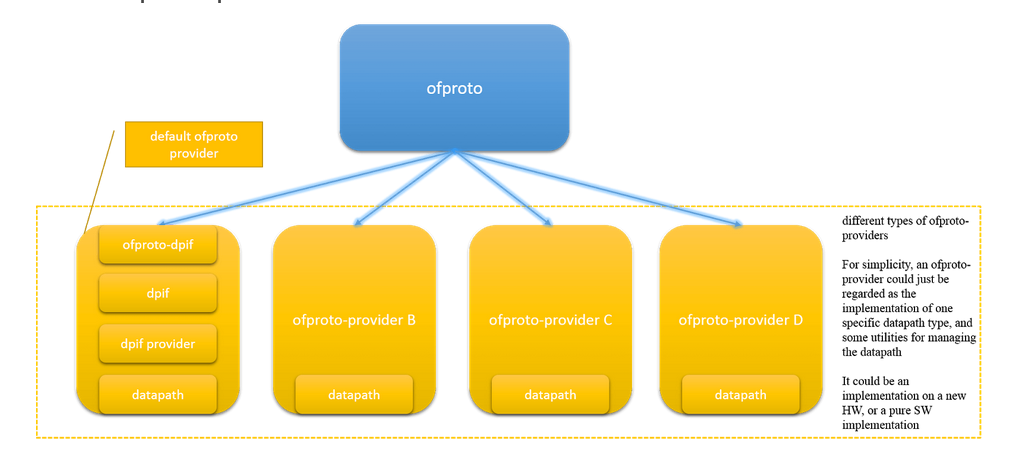 ofproto
default ofproto
provider
ofproto-dpif
dpif
dpif provider
datapath
ofproto-provider B
datapath
ofproto-provider C
datapath
ofproto-provider D
datapath
different types of ofproto-
providers
For simplicity, an ofproto-
provider could just be
regarded as the
implementation of one
specific datapath type, and
some utilities for managing
the datapath
It could be an
implementation on a new
HW, or a pure SW
implementation